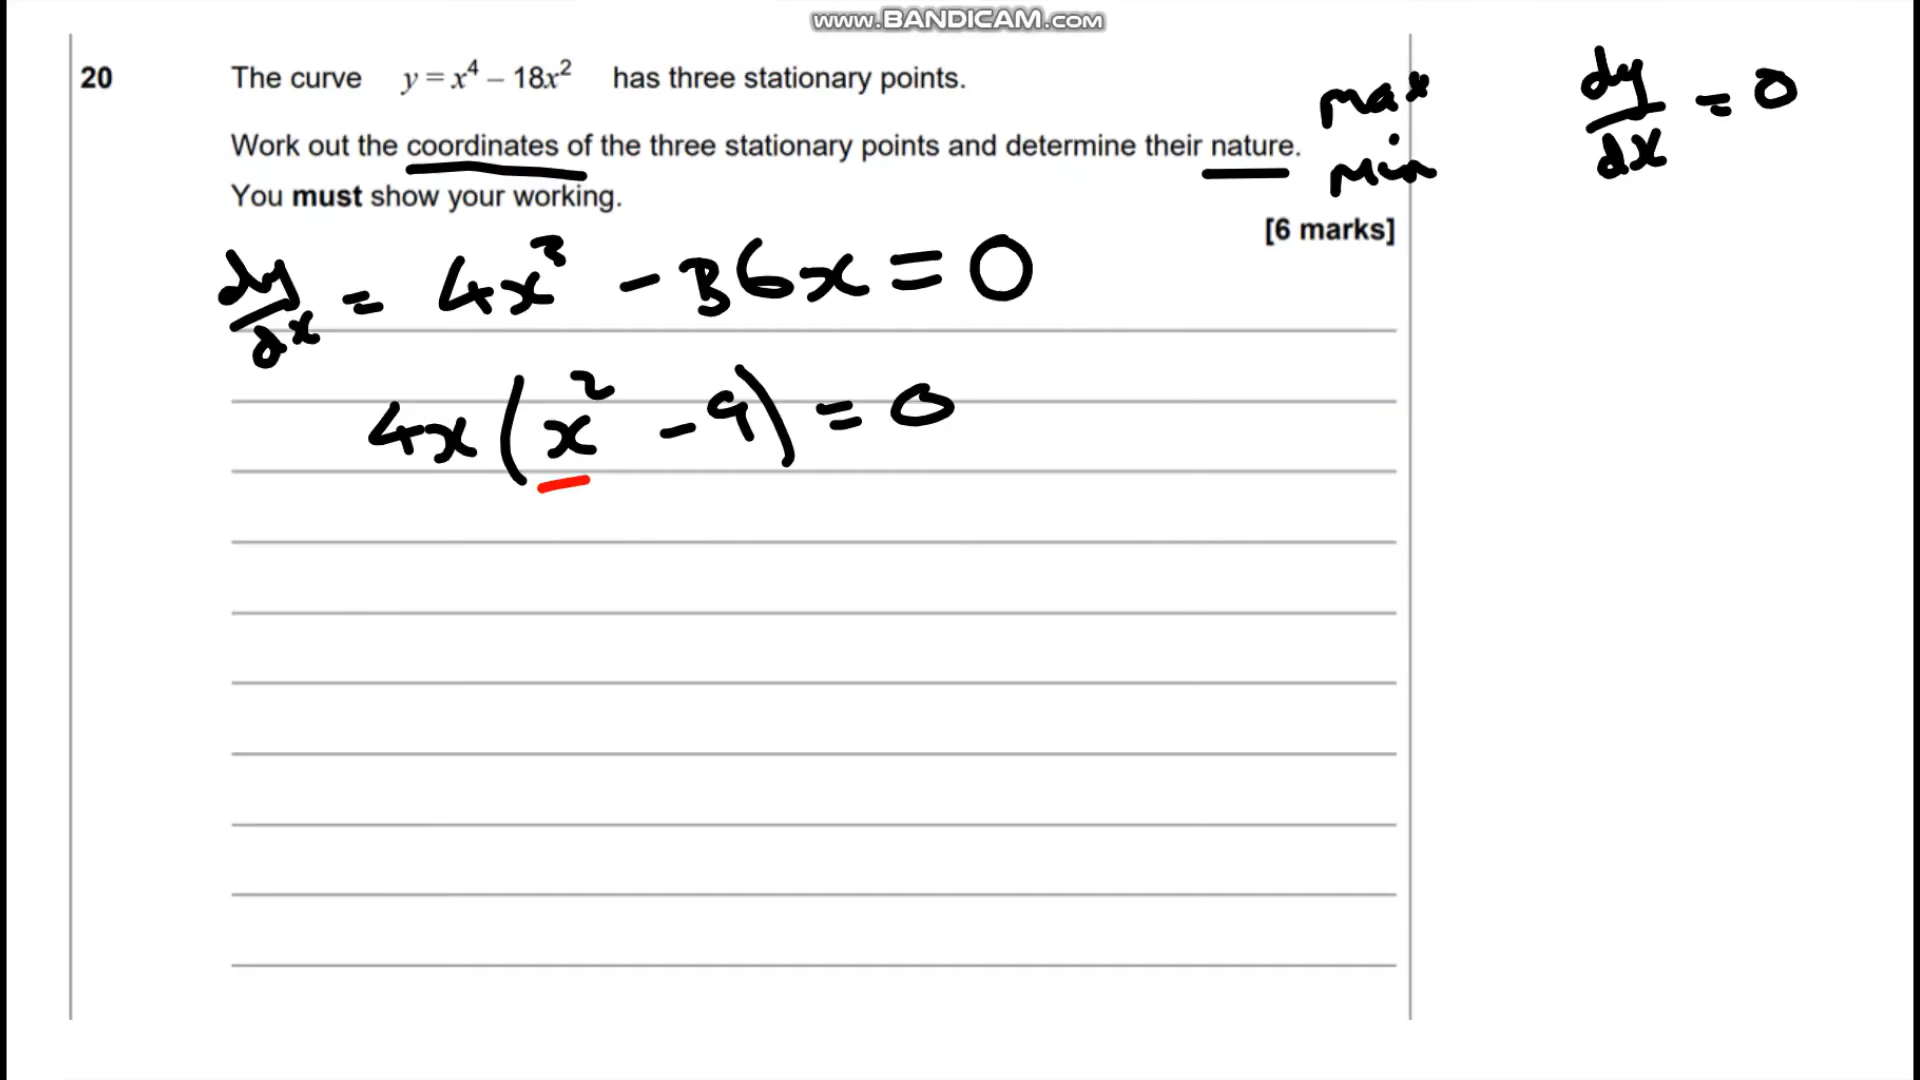 www.BANDICAM.com
20 The curve y = x⁴ – 18x² has three stationary points.
max
dy/dx = 0
Work out the coordinates of the three stationary points and determine their nature.
min
You must show your working.
[6 marks]
dy/dx = 4x³ - 36x = 0
4x(x² - 9) = 0